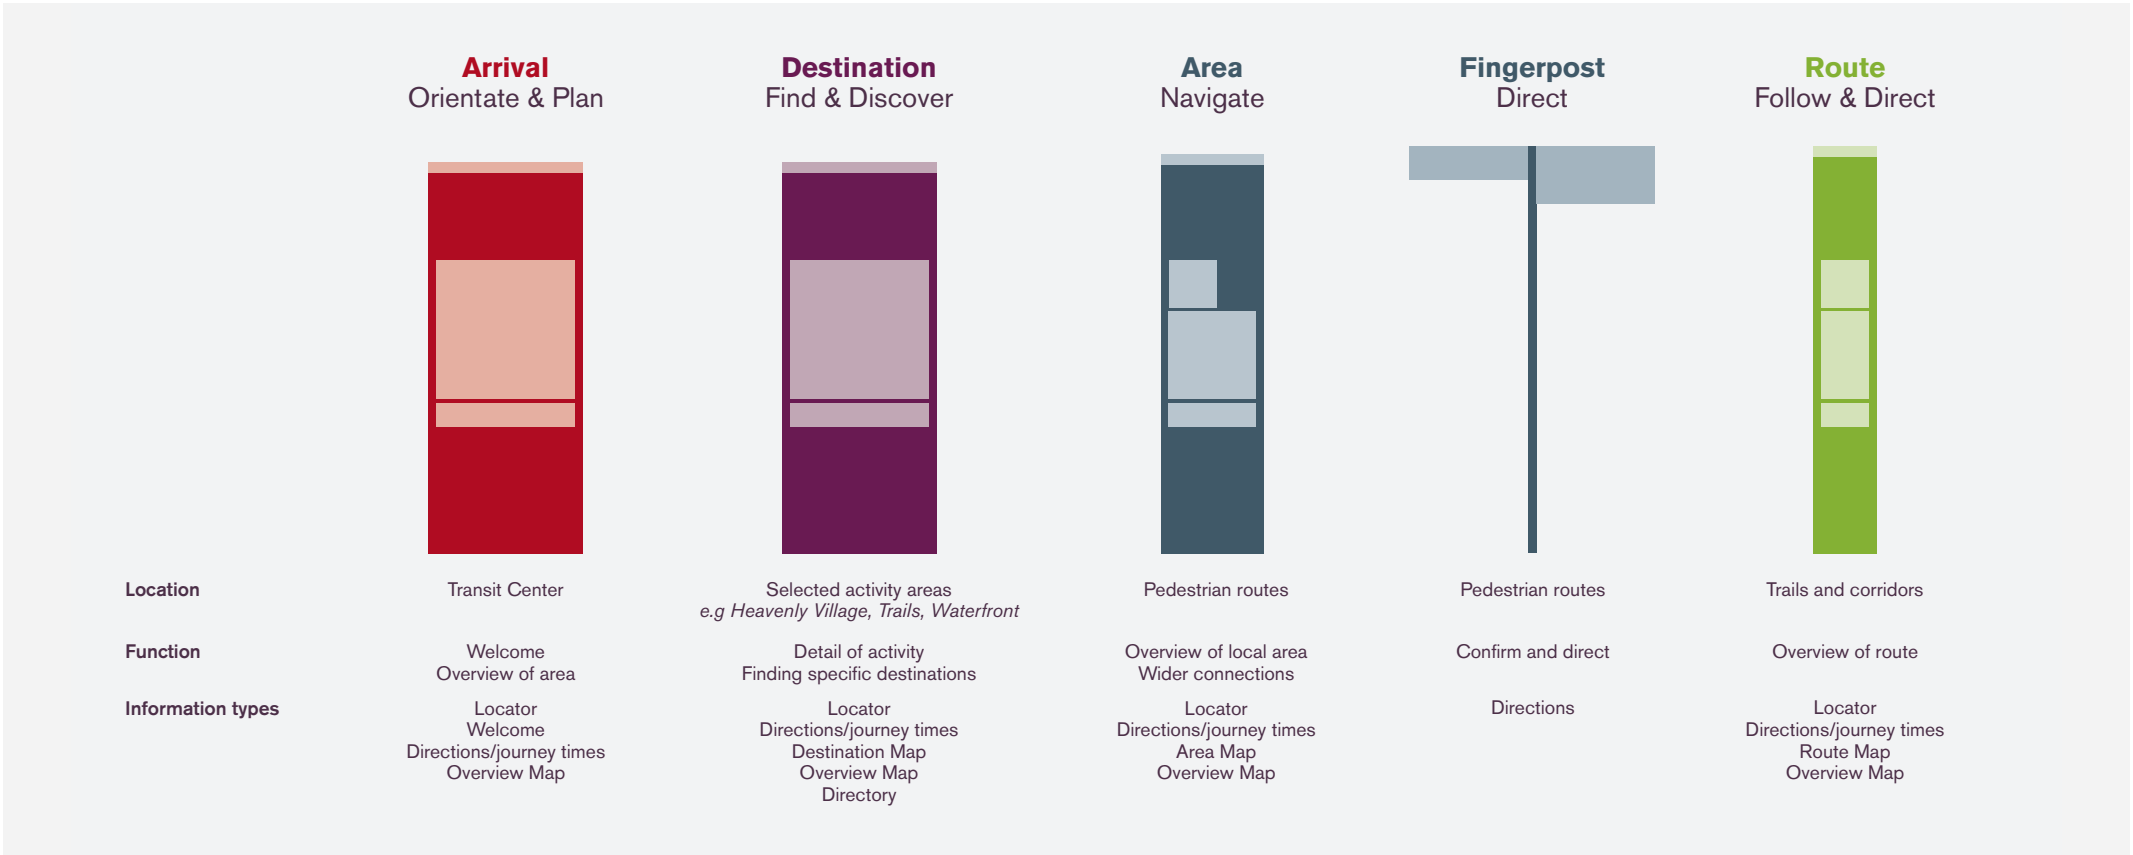 Arrival
Orientate & Plan
Destination
Find & Discover
Area
Navigate
Fingerpost
Direct
Route
Follow & Direct
Location
Transit Center
Selected activity areas
e.g Heavenly Village, Trails, Waterfront
Pedestrian routes
Pedestrian routes
Trails and corridors
Function
Welcome
Overview of area
Detail of activity
Finding specific destinations
Overview of local area
Wider connections
Confirm and direct
Overview of route
Information types
Locator
Welcome
Directions/journey times
Overview Map
Locator
Directions/journey times
Destination Map
Overview Map
Directory
Locator
Directions/journey times
Area Map
Overview Map
Directions
Locator
Directions/journey times
Route Map
Overview Map